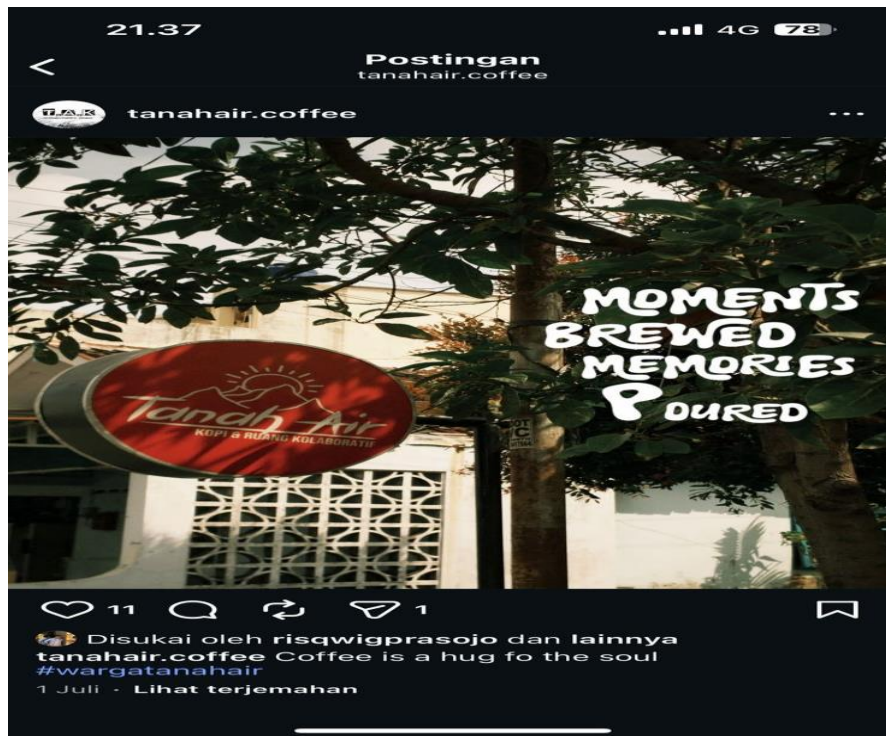 21.37
4G 78
Postingan
tanahair.coffee
T.A.K
tanahair.coffee
MOMENTS
BREWED
MEMORIES
POURED
Tanah Air
KOPI & RUANG KOLABORATIF
11 1
Disukai oleh risqwigprasojo dan lainnya
tanahair.coffee Coffee is a hug fo the soul
#wargatanahair
1 Juli · Lihat terjemahan